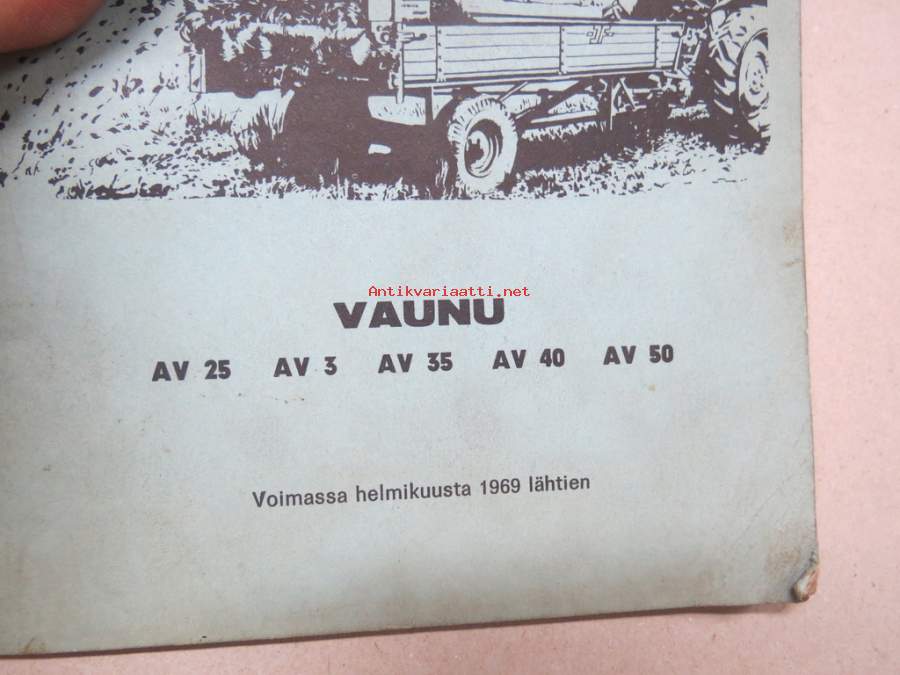 Antikvariaatti.net
VAUNU
AV 25 AV 3 AV 35 AV 40 AV 50
Voimassa helmikuusta 1969 lähtien